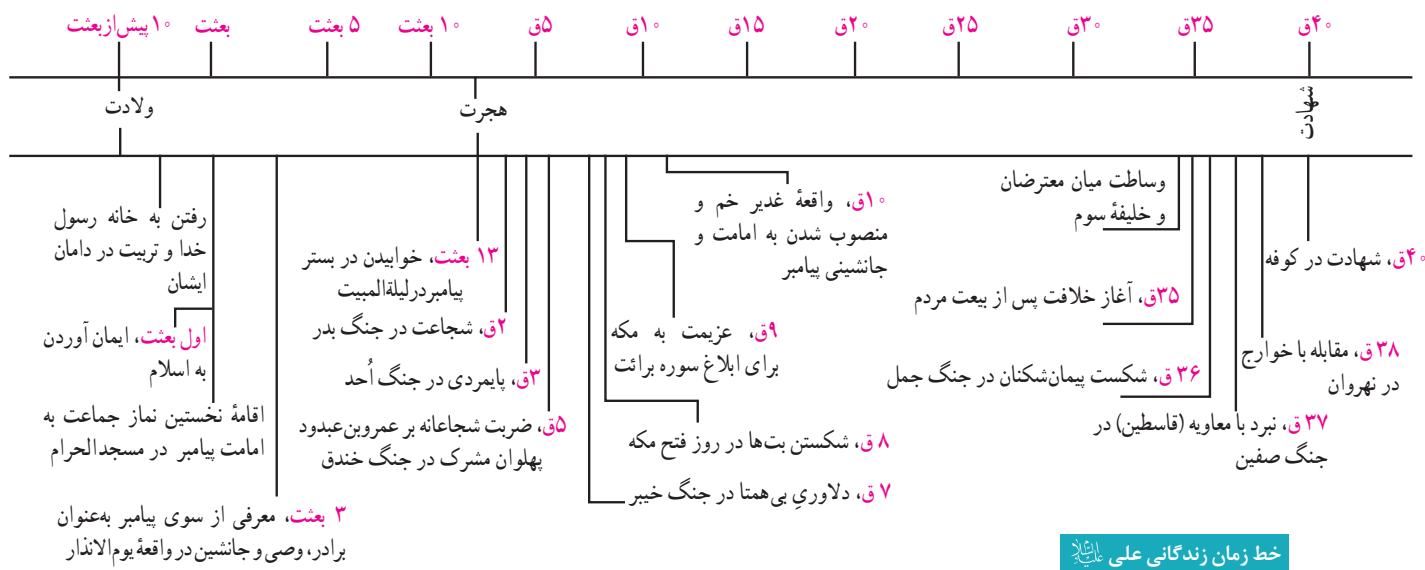 ۱۰ پیش‌از بعثت
بعثت
۵ بعثت
۱۰ بعثت
۵ق
۱۰ق
۱۵ق
۲۰ق
۲۵ق
۳۰ق
۳۵ق
۴۰ق
ولادت
هجرت
شهادت
رفتن به خانه رسول
خدا و تربیت در دامان
ایشان
اول بعثت، ایمان آوردن
به اسلام
اقامهٔ نخستین نماز جماعت به
امامت پیامبر در مسجدالحرام
۳ بعثت، معرفی از سوی پیامبر به‌عنوان
برادر، وصی و جانشین در واقعهٔ یوم‌الانذار
۱۳ بعثت، خوابیدن در بستر
پیامبر در لیلةالمبیت
۲ق، شجاعت در جنگ بدر
۳ق، پایمردی در جنگ اُحد
۵ق، ضربت شجاعانه بر عمروبن‌عبدود
پهلوان مشرک در جنگ خندق
۷ ق، دلاوریِ بی‌همتا در جنگ خیبر
۸ ق، شکستن بت‌ها در روز فتح مکه
۹ق، عزیمت به مکه
برای ابلاغ سوره برائت
۱۰ق، واقعهٔ غدیر خم و
منصوب شدن به امامت و
جانشینی پیامبر
وساطت میان معترضان
و خلیفهٔ سوم
۳۵ق، آغاز خلافت پس از بیعت مردم
۳۶ ق، شکست پیمان‌شکنان در جنگ جمل
۳۷ ق، نبرد با معاویه (قاسطین) در
جنگ صفین
۳۸ ق، مقابله با خوارج
در نهروان
۴۰ق، شهادت در کوفه
خط زمان زندگانی علی علیه‌السلام